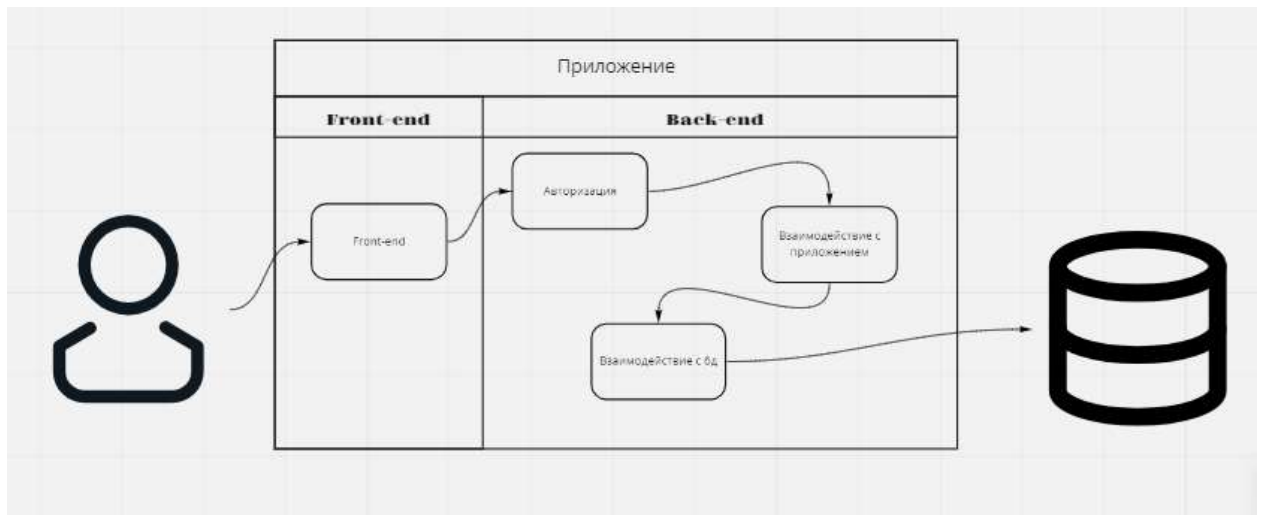 Приложение
Front-end
Back-end
Авторизация
Front-end
Взаимодействие с
приложением
Взаимодействие с бд